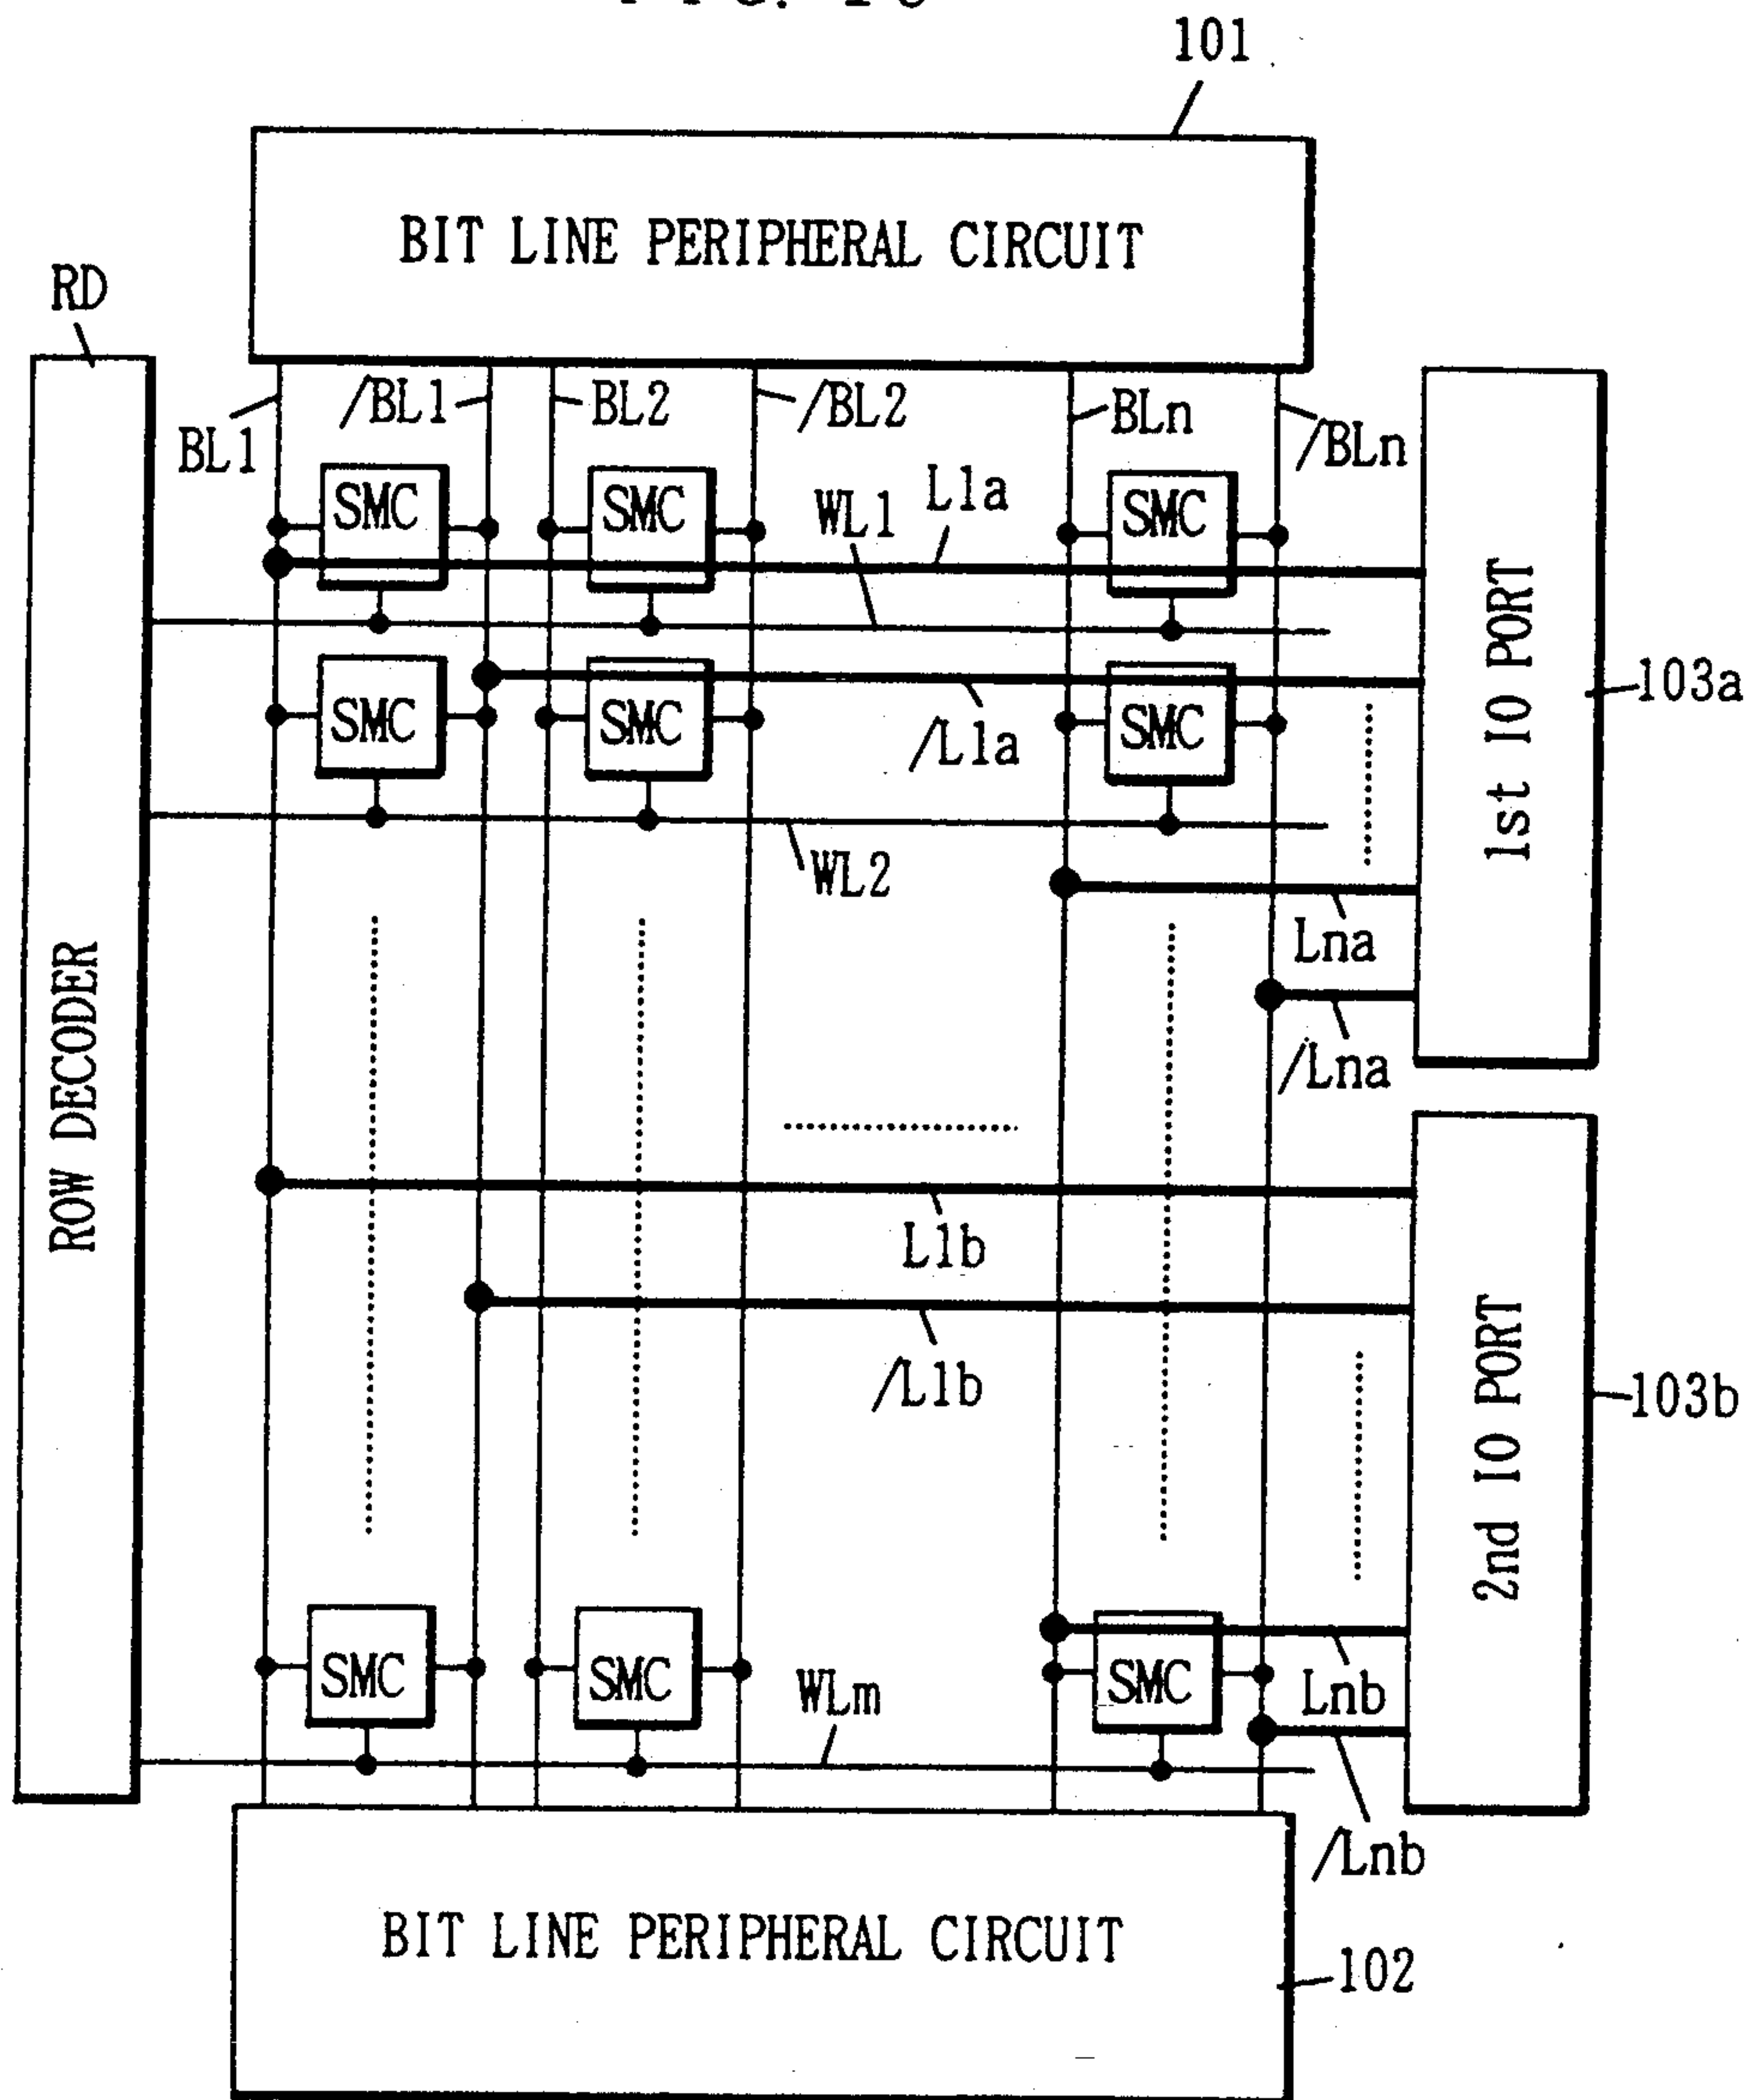 101
BIT LINE PERIPHERAL CIRCUIT
RD
BL1
/BL1
BL2
/BL2
BLn
/BLn
SMC
SMC
SMC
WL1
L1a
1st IO PORT
103a
SMC
SMC
SMC
/L1a
WL2
Lna
/Lna
ROW DECODER
L1b
/L1b
2nd IO PORT
103b
SMC
SMC
SMC
WLm
Lnb
/Lnb
BIT LINE PERIPHERAL CIRCUIT
102